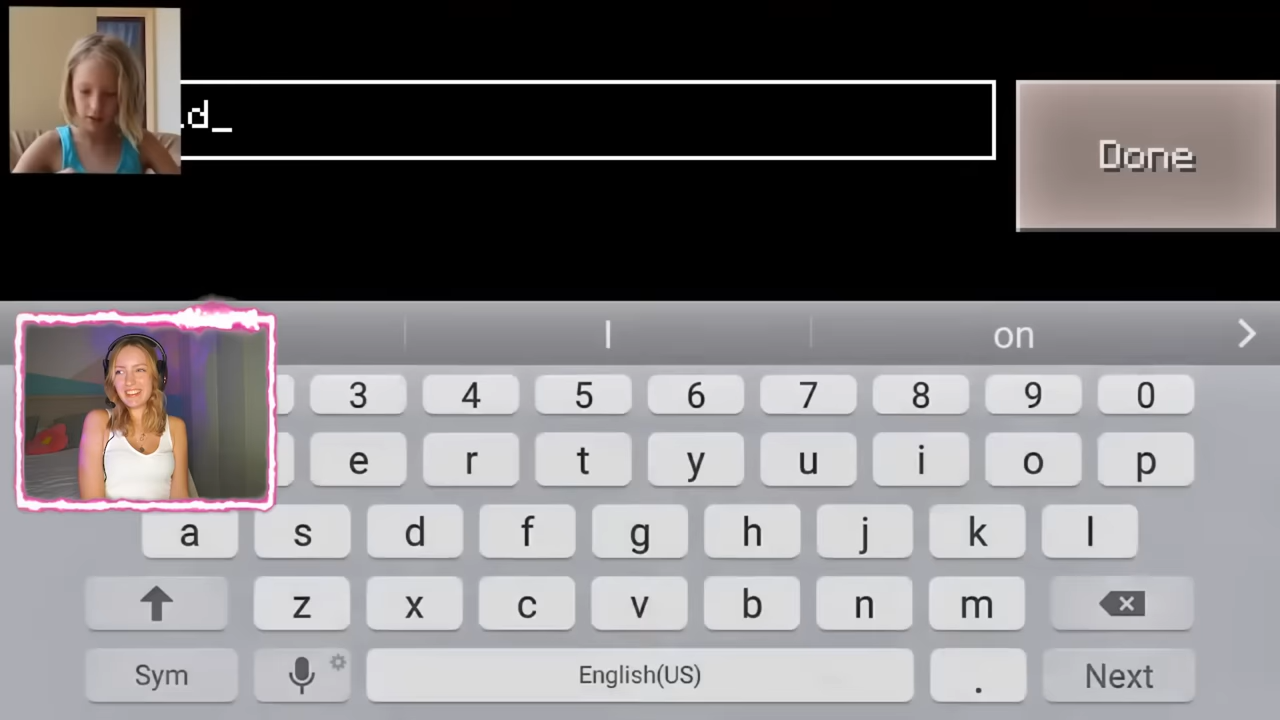 d_
Done
I on
3 4 5 6 7 8 9 0
e r t y u i o p
a s d f g h j k l
z x c v b n m
Sym English(US) . Next